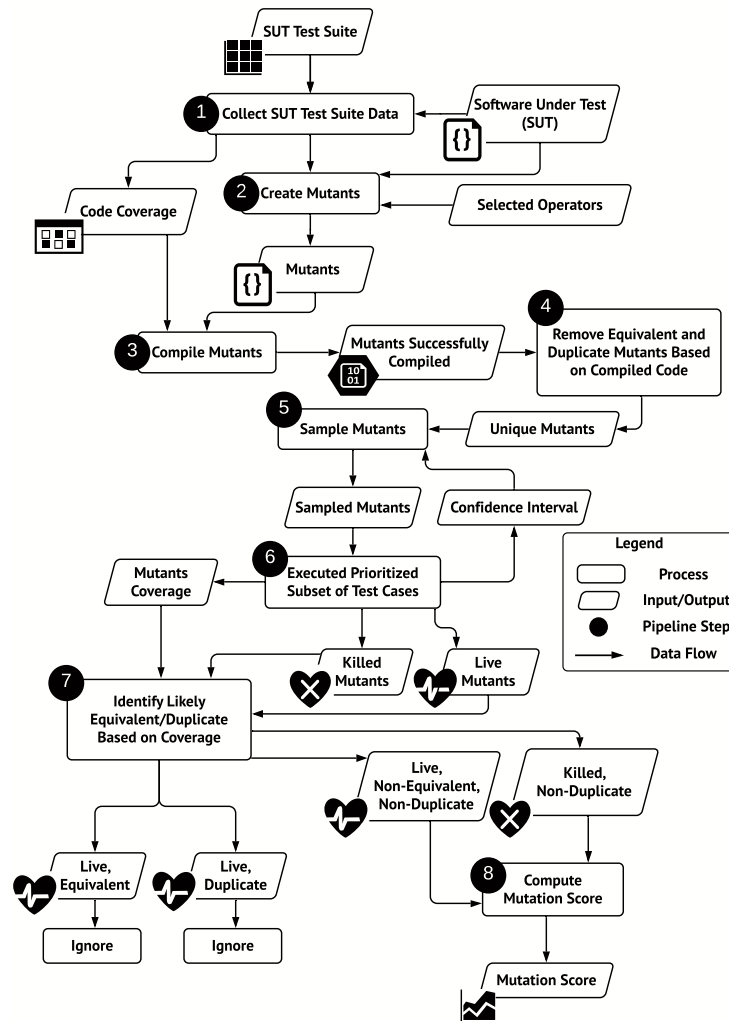 SUT Test Suite
1
Collect SUT Test Suite Data
Software Under Test
(SUT)
{}
2
Create Mutants
Selected Operators
Code Coverage
{}
Mutants
3
Compile Mutants
Mutants Successfully
Compiled
10
01
4
Remove Equivalent and
Duplicate Mutants Based
on Compiled Code
5
Sample Mutants
Unique Mutants
Sampled Mutants
Confidence Interval
6
Executed Prioritized
Subset of Test Cases
Mutants
Coverage
Legend
Process
Input/Output
Pipeline Step
Data Flow
Killed
Mutants
Live
Mutants
7
Identify Likely
Equivalent/Duplicate
Based on Coverage
Live,
Non-Equivalent,
Non-Duplicate
Killed,
Non-Duplicate
Live,
Equivalent
Live,
Duplicate
8
Compute
Mutation Score
Ignore
Ignore
Mutation Score